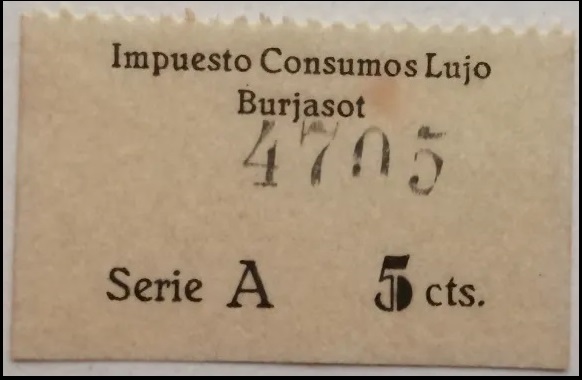 Impuesto Consumos Lujo
Burjasot
4705
Serie A 5 cts.